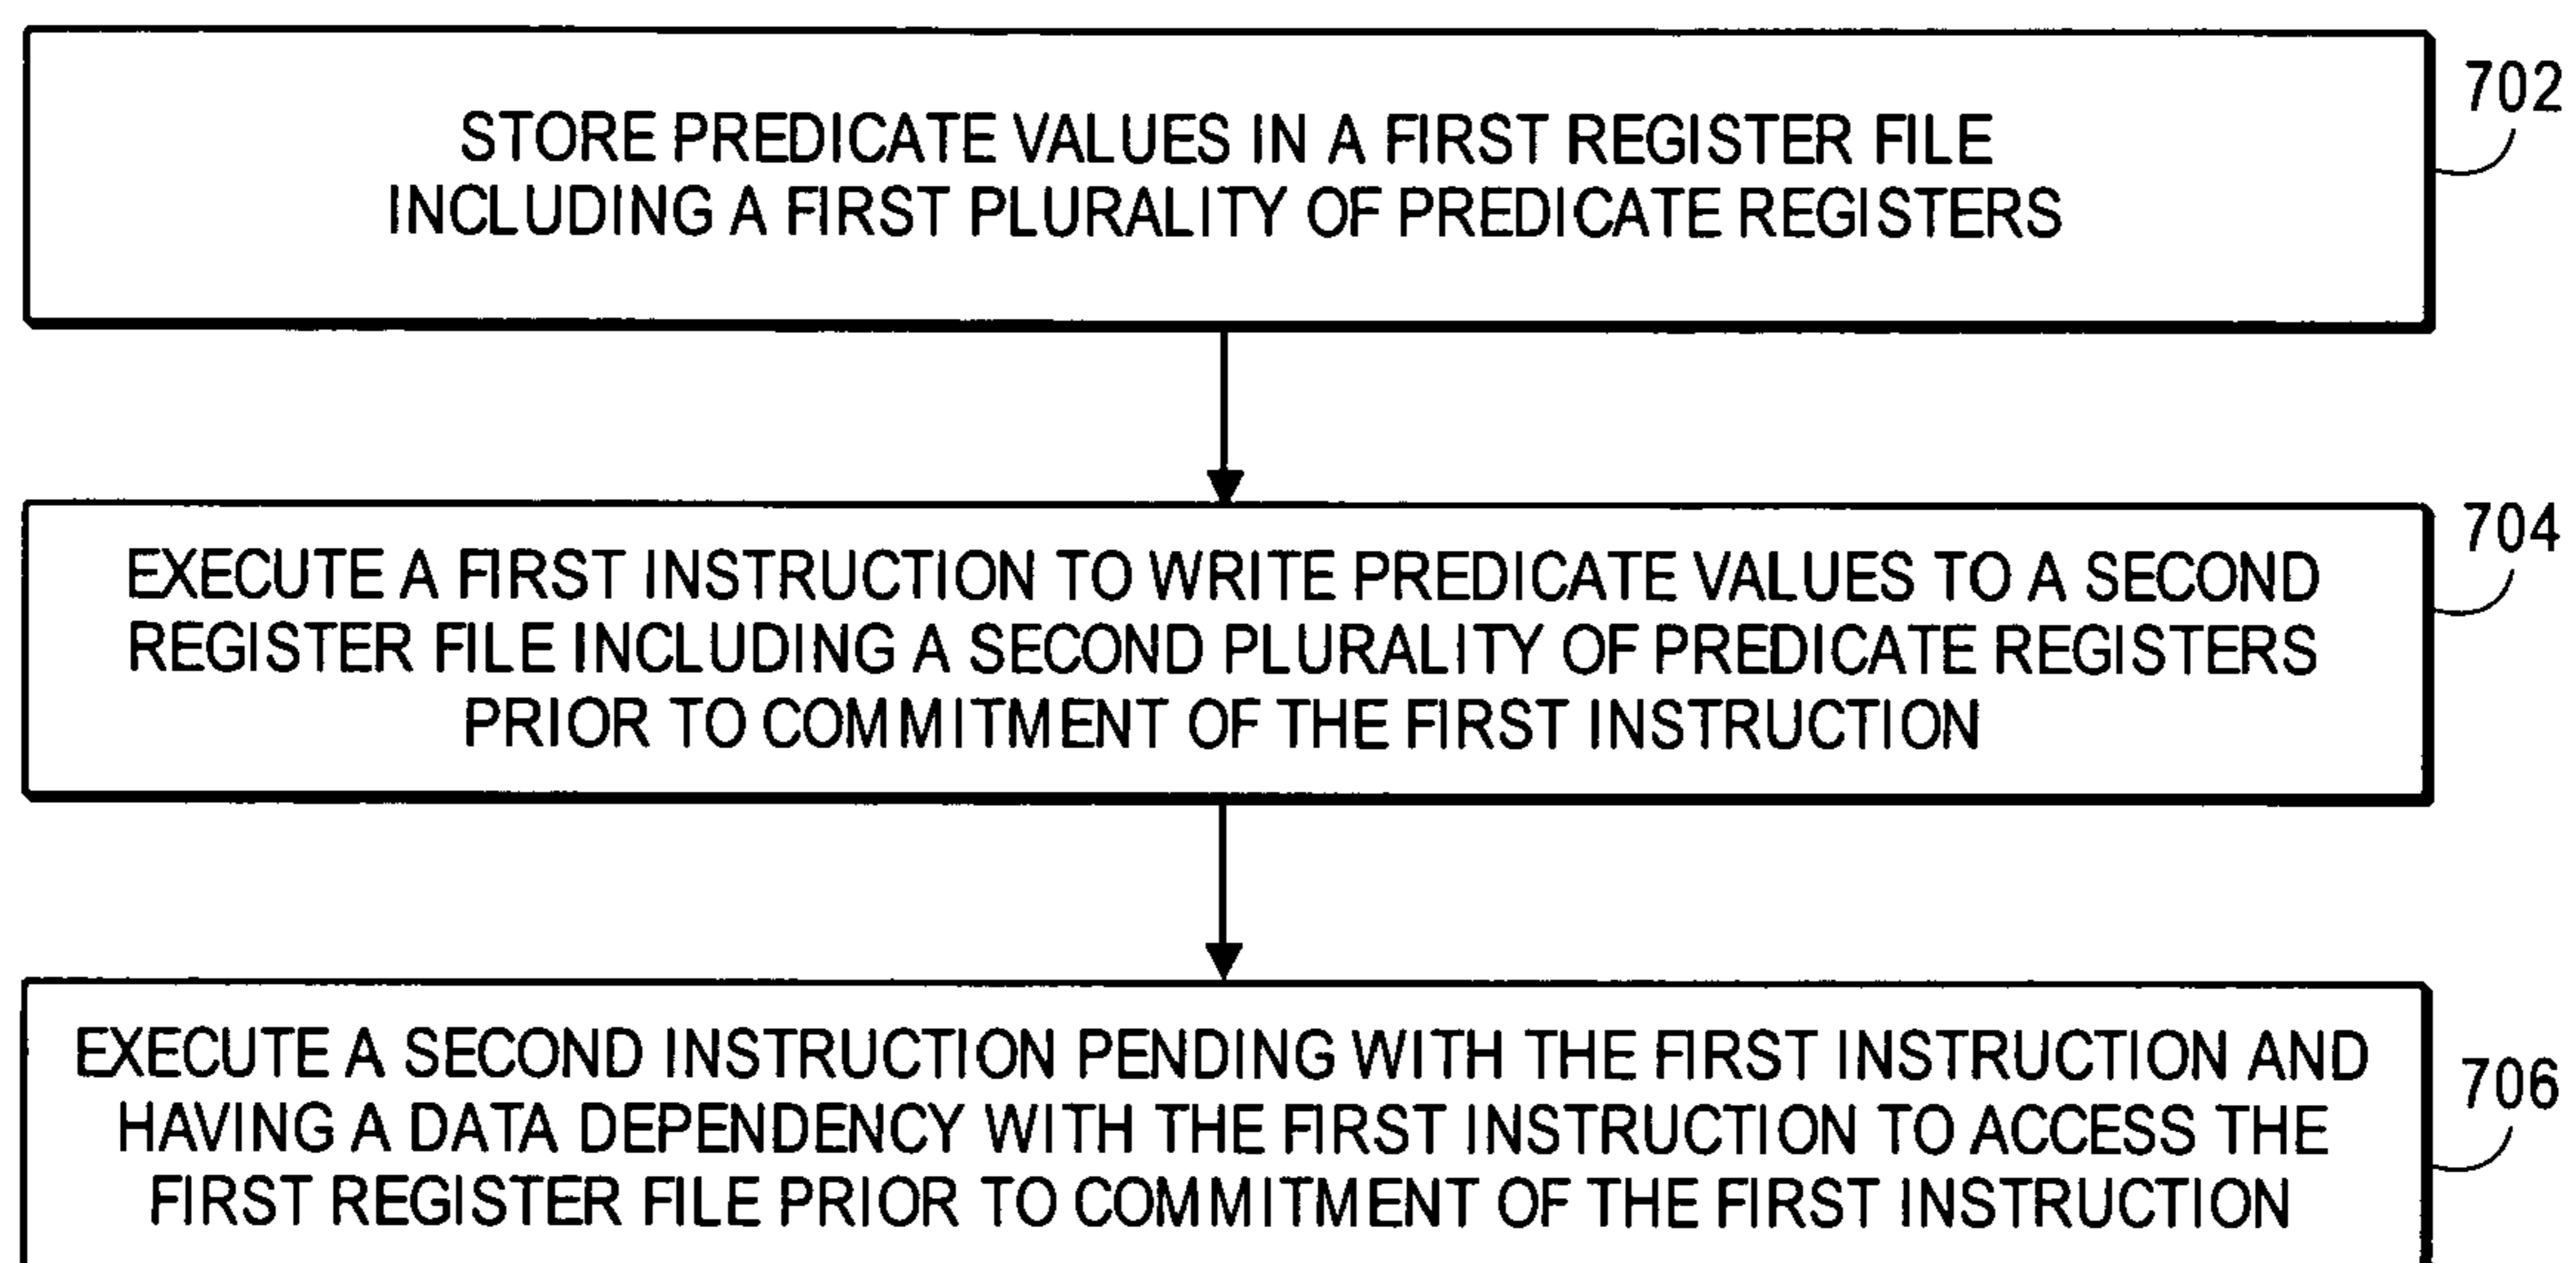 STORE PREDICATE VALUES IN A FIRST REGISTER FILE
INCLUDING A FIRST PLURALITY OF PREDICATE REGISTERS
702
EXECUTE A FIRST INSTRUCTION TO WRITE PREDICATE VALUES TO A SECOND
REGISTER FILE INCLUDING A SECOND PLURALITY OF PREDICATE REGISTERS
PRIOR TO COMMITMENT OF THE FIRST INSTRUCTION
704
EXECUTE A SECOND INSTRUCTION PENDING WITH THE FIRST INSTRUCTION AND
HAVING A DATA DEPENDENCY WITH THE FIRST INSTRUCTION TO ACCESS THE
FIRST REGISTER FILE PRIOR TO COMMITMENT OF THE FIRST INSTRUCTION
706